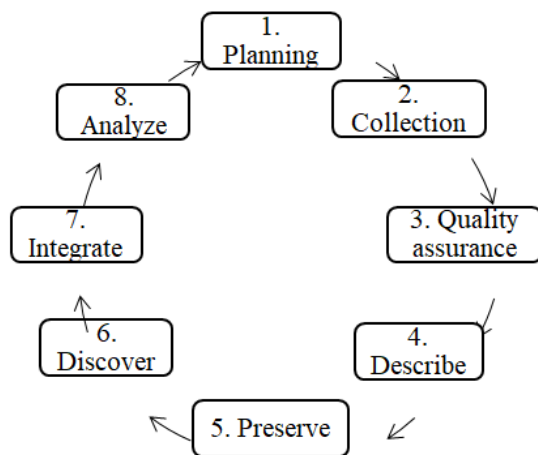 1.
Planning
2.
Collection
3. Quality
assurance
4.
Describe
5. Preserve
6.
Discover
7.
Integrate
8.
Analyze